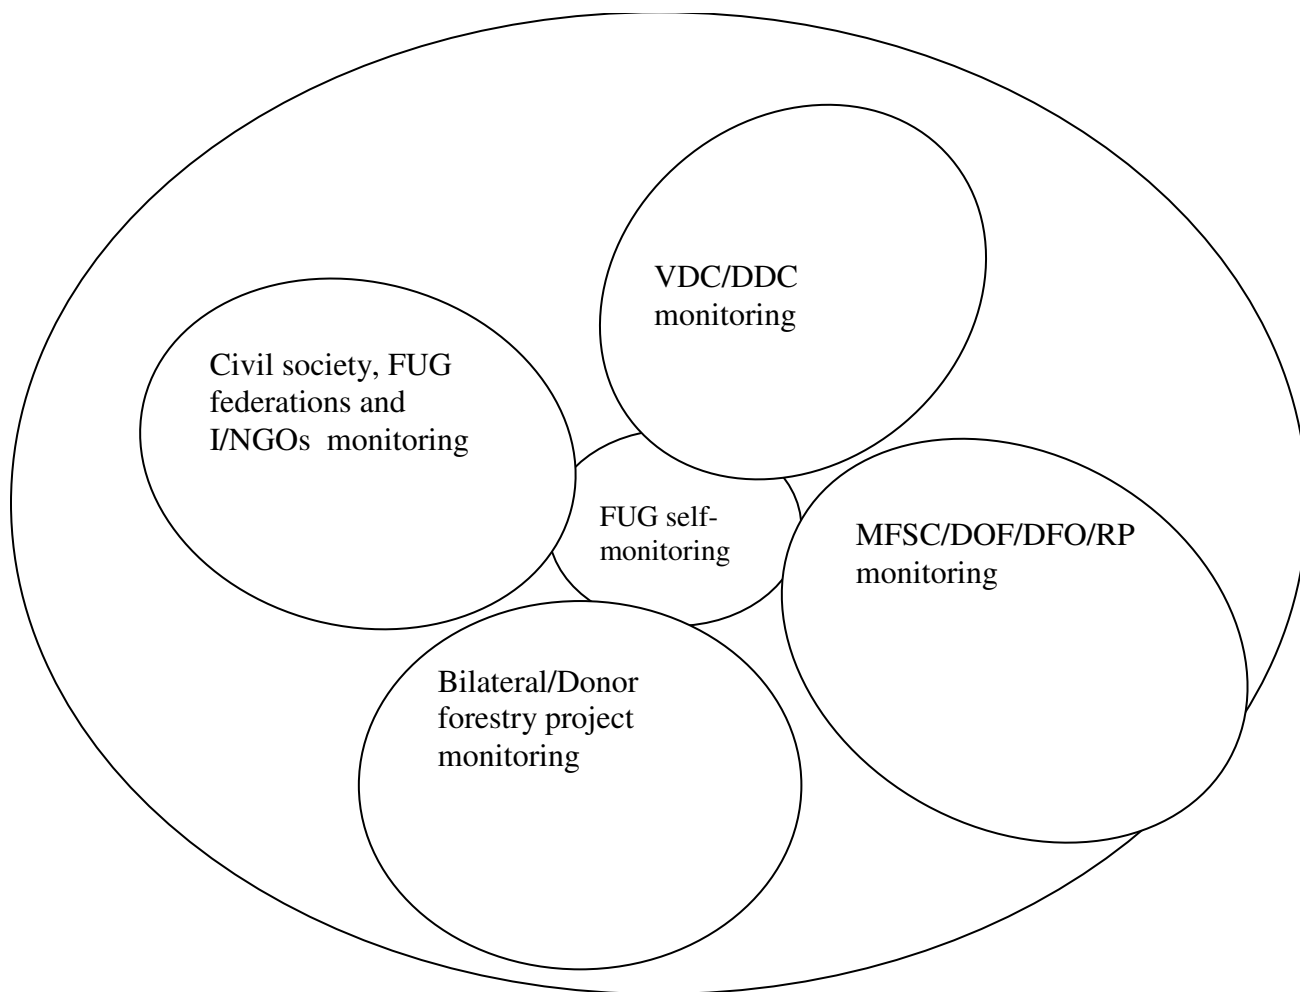 VDC/DDC
monitoring
Civil society, FUG
federations and
I/NGOs  monitoring
FUG self-
monitoring
MFSC/DOF/DFO/RP
monitoring
Bilateral/Donor
forestry project
monitoring